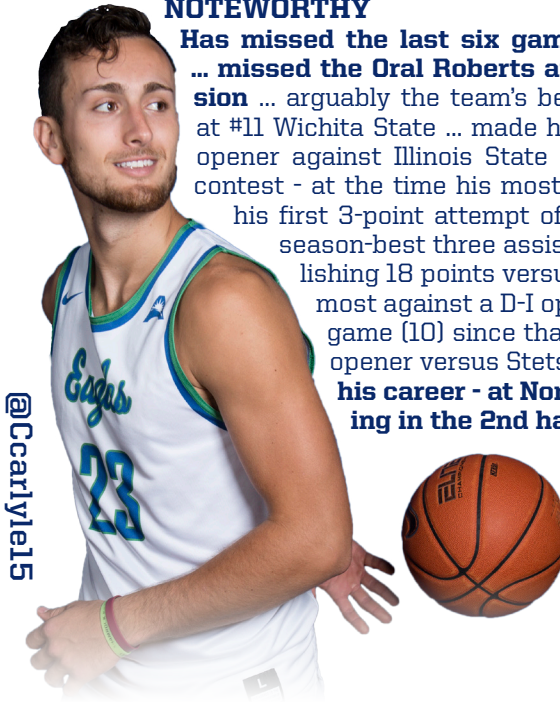 NOTEWORTHY
Has missed the last six gam
... missed the Oral Roberts a
sion ... arguably the team's be
at #11 Wichita State ... made h
opener against Illinois State
contest - at the time his most
his first 3-point attempt of
season-best three assis
lishing 18 points versu
most against a D-I op
game (10) since tha
opener versus Stets
his career - at Nor
ing in the 2nd ha
@Ccarlyle15
Eagles
23
ELITE
L